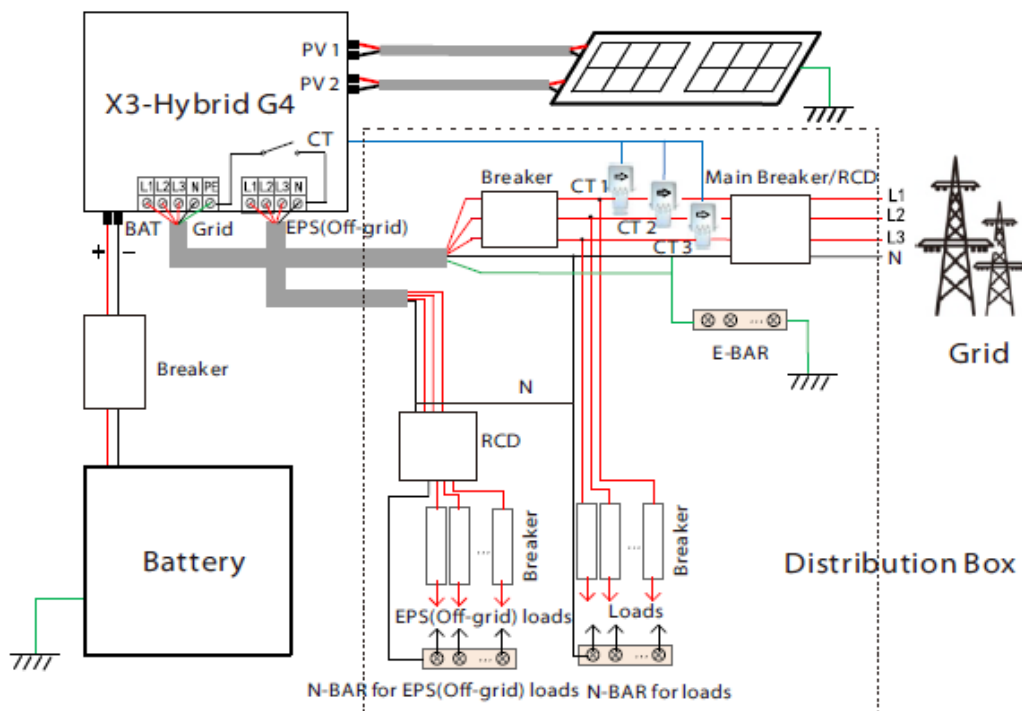 PV 1
PV 2
X3-Hybrid G4
CT
L1 L2 L3 N PE
L1 L2 L3 N
BAT
Grid
EPS(Off-grid)
+
−
Breaker
CT 1
CT 2
CT 3
Main Breaker/RCD
L1
L2
L3
N
E-BAR
Grid
Breaker
N
RCD
Battery
...
Breaker
...
Breaker
Distribution Box
EPS(Off-grid) loads
Loads
...
...
...
N-BAR for EPS(Off-grid) loads
N-BAR for loads